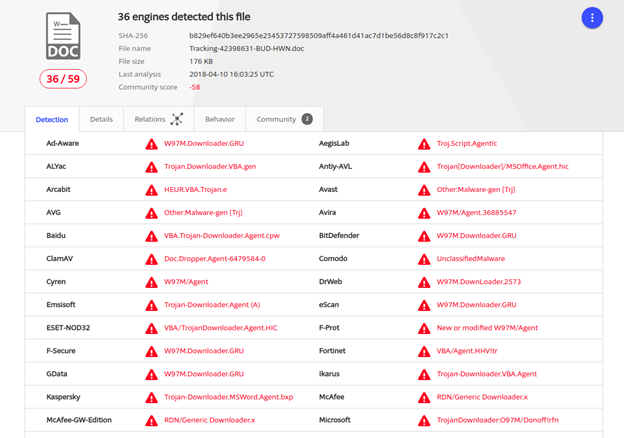 36 engines detected this file
SHA-256 b829ef640b3ee2965e25453727598509aff4a461d41ac7d1be56d8c8f917c2c1
File name Tracking-42398631-BUD-HWN.doc
File size 176 KB
Last analysis 2018-04-10 16:03:25 UTC
Community score -58
W
DOC
36 / 59
Detection Details Relations Behavior Community 2
Ad-Aware W97M.Downloader.GRU AegisLab Troj.Script.Agent!c
ALYac Trojan.Downloader.VBA.gen Antiy-AVL Trojan[Downloader]/MSOffice.Agent.hic
Arcabit HEUR.VBA.Trojan.e Avast Other:Malware-gen [Trj]
AVG Other:Malware-gen [Trj] Avira W97M/Agent.36885547
Baidu VBA.Trojan-Downloader.Agent.cpw BitDefender W97M.Downloader.GRU
ClamAV Doc.Dropper.Agent-6479584-0 Comodo UnclassifiedMalware
Cyren W97M/Agent DrWeb W97M.DownLoader.2573
Emsisoft Trojan-Downloader.Agent (A) eScan W97M.Downloader.GRU
ESET-NOD32 VBA/TrojanDownloader.Agent.HIC F-Prot New or modified W97M/Agent
F-Secure W97M.Downloader.GRU Fortinet VBA/Agent.HHV!tr
GData W97M.Downloader.GRU Ikarus Trojan-Downloader.VBA.Agent
Kaspersky Trojan-Downloader.MSWord.Agent.bxp McAfee RDN/Generic Downloader.x
McAfee-GW-Edition RDN/Generic Downloader.x Microsoft TrojanDownloader:O97M/Donoff!rfn